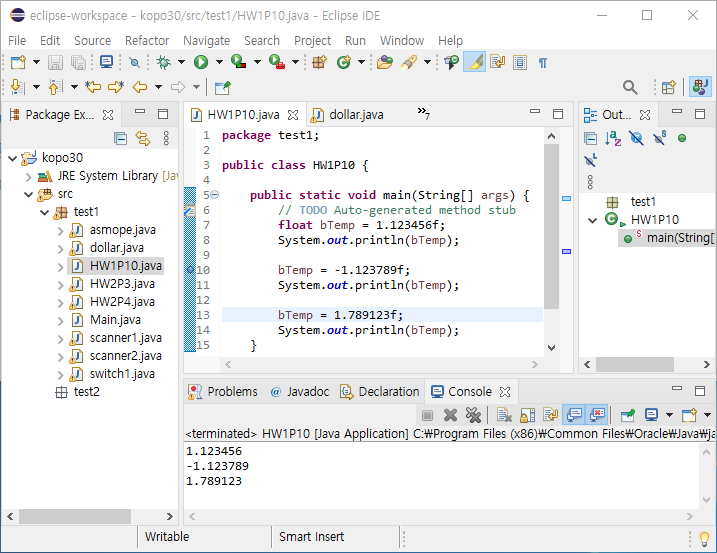 eclipse-workspace - kopo30/src/test1/HW1P10.java - Eclipse IDE
File Edit Source Refactor Navigate Search Project Run Window Help
Package Ex...
kopo30
JRE System Library [Jav
src
test1
asmope.java
dollar.java
HW1P10.java
HW2P3.java
HW2P4.java
Main.java
scanner1.java
scanner2.java
switch1.java
test2
HW1P10.java dollar.java »7
1 package test1;
2
3 public class HW1P10 {
4
5 public static void main(String[] args) {
6 // TODO Auto-generated method stub
7 float bTemp = 1.123456f;
8 System.out.println(bTemp);
9
10 bTemp = -1.123789f;
11 System.out.println(bTemp);
12
13 bTemp = 1.789123f;
14 System.out.println(bTemp);
15 }
Out...
test1
HW1P10
main(String[
Problems @ Javadoc Declaration Console
<terminated> HW1P10 [Java Application] C:₩Program Files (x86)₩Common Files₩Oracle₩Java₩ja
1.123456
-1.123789
1.789123
Writable Smart Insert